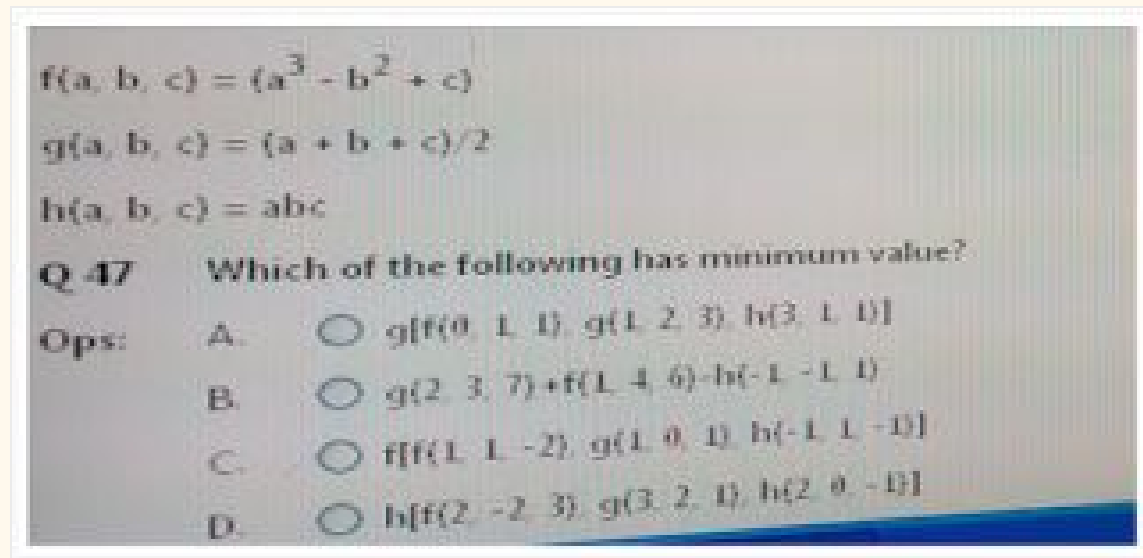 f(a, b, c) = (a³ - b² + c)
g(a, b, c) = (a + b + c)/2
h(a, b, c) = abc
Q 47 Which of the following has minimum value?
Ops: A. g[f(0, 1, 1), g(1, 2, 3), h(3, 1, 1)]
B. g(2, 3, 7)+f(1, 4, 6)-h(-1, -1, 1)
C. f[f(1, 1, -2), g(1, 0, 1), h(-1, 1, -1)]
D. h[f(2, -2, 3), g(3, 2, 1), h(2, 0, -1)]